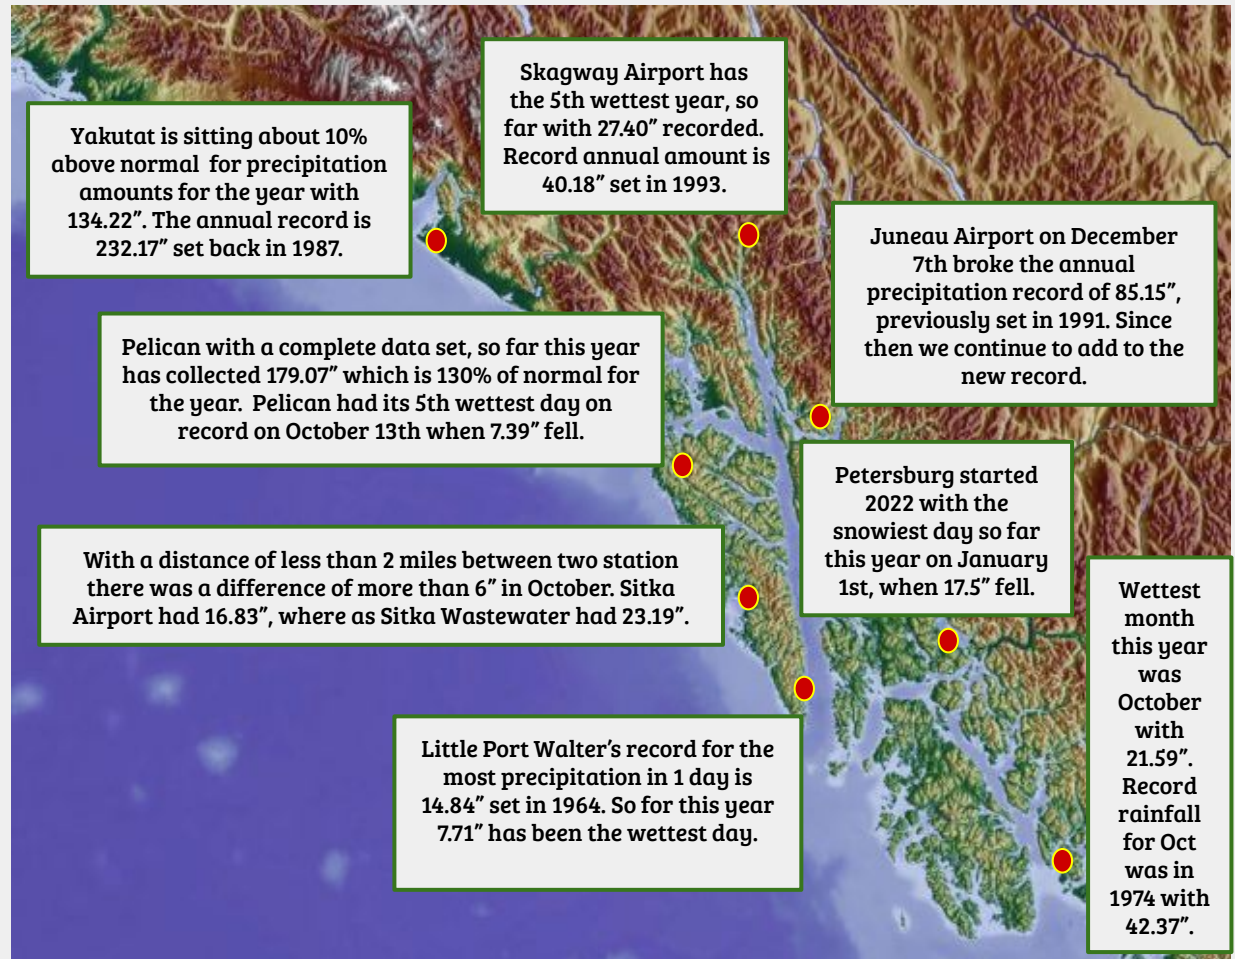 Skagway Airport has
the 5th wettest year, so
far with 27.40” recorded.
Record annual amount is
40.18” set in 1993.
Yakutat is sitting about 10%
above normal for precipitation
amounts for the year with
134.22”. The annual record is
232.17” set back in 1987.
Juneau Airport on December
7th broke the annual
precipitation record of 85.15”,
previously set in 1991. Since
then we continue to add to the
new record.
Pelican with a complete data set, so far this year
has collected 179.07” which is 130% of normal for
the year. Pelican had its 5th wettest day on
record on October 13th when 7.39” fell.
Petersburg started
2022 with the
snowiest day so far
this year on January
1st, when 17.5” fell.
With a distance of less than 2 miles between two station
there was a difference of more than 6” in October. Sitka
Airport had 16.83”, where as Sitka Wastewater had 23.19”.
Wettest
month
this year
was
October
with
21.59”.
Record
rainfall
for Oct
was in
1974 with
42.37”.
Little Port Walter’s record for the
most precipitation in 1 day is
14.84” set in 1964. So for this year
7.71” has been the wettest day.